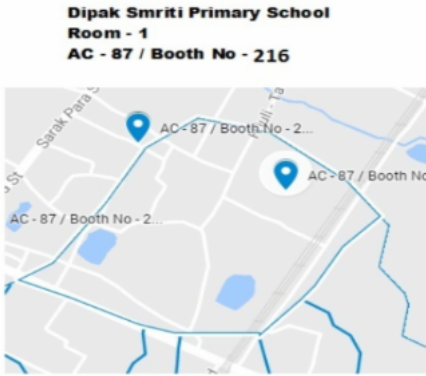 Dipak Smriti Primary School
Room - 1
AC - 87 / Booth No - 216
Sarak Para S
AC - 87 / Booth No - 2...
AC - 87 / Booth No
a St
AC - 87 / Booth No - 2...